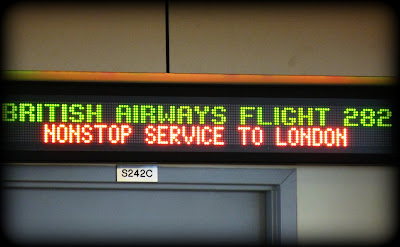 BRITISH AIRWAYS FLIGHT 282
NONSTOP SERVICE TO LONDON
S242C